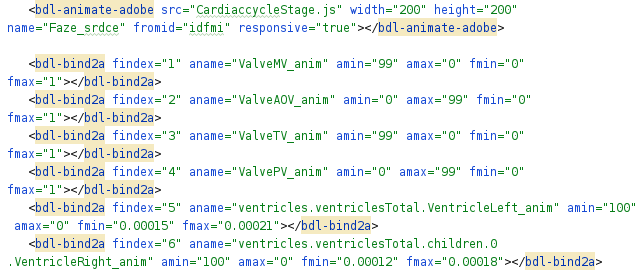 <bdl-animate-adobe src="CardiaccycleStage.js" width="200" height="200"
name="Faze_srdce" fromid="idfmi" responsive="true"></bdl-animate-adobe>
<bdl-bind2a findex="1" aname="ValveMV_anim" amin="99" amax="0" fmin="0"
fmax="1"></bdl-bind2a>
<bdl-bind2a findex="2" aname="ValveAOV_anim" amin="0" amax="99" fmin="0"
fmax="1"></bdl-bind2a>
<bdl-bind2a findex="3" aname="ValveTV_anim" amin="99" amax="0" fmin="0"
fmax="1"></bdl-bind2a>
<bdl-bind2a findex="4" aname="ValvePV_anim" amin="0" amax="99" fmin="0"
fmax="1"></bdl-bind2a>
<bdl-bind2a findex="5" aname="ventricles.ventriclesTotal.VentricleLeft_anim" amin="100"
amax="0" fmin="0.00015" fmax="0.00021"></bdl-bind2a>
<bdl-bind2a findex="6" aname="ventricles.ventriclesTotal.children.0
.VentricleRight_anim" amin="100" amax="0" fmin="0.00012" fmax="0.00018"></bdl-bind2a>